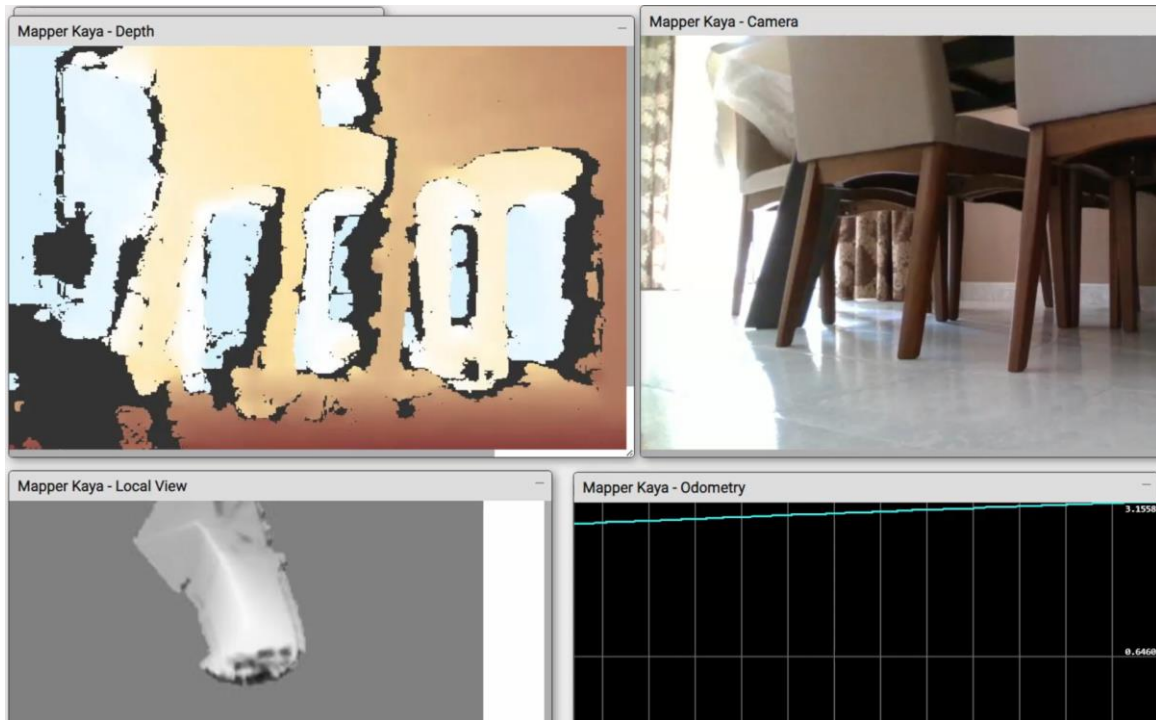 Mapper Kaya - Depth
Mapper Kaya - Camera
Mapper Kaya - Local View
Mapper Kaya - Odometry
3.1558
0.6460